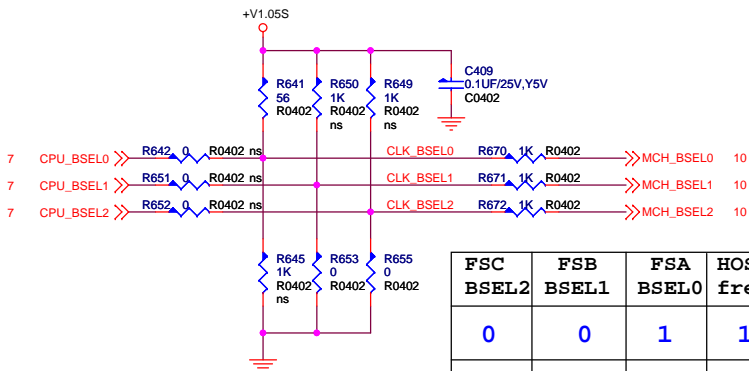 +V1.05S
R641
56
R0402
R650
1K
R0402
ns
R649
1K
R0402
ns
C409
0.1UF/25V,Y5V
C0402
7 CPU_BSEL0 R642 0 R0402 ns CLK_BSEL0 R670 1K R0402 MCH_BSEL0 10
7 CPU_BSEL1 R651 0 R0402 ns CLK_BSEL1 R671 1K R0402 MCH_BSEL1 10
7 CPU_BSEL2 R652 0 R0402 ns CLK_BSEL2 R672 1K R0402 MCH_BSEL2 10
R645
1K
R0402
ns
R653
0
R0402
R655
0
R0402
FSC FSB FSA
BSEL2 BSEL1 BSEL0
0 0 1